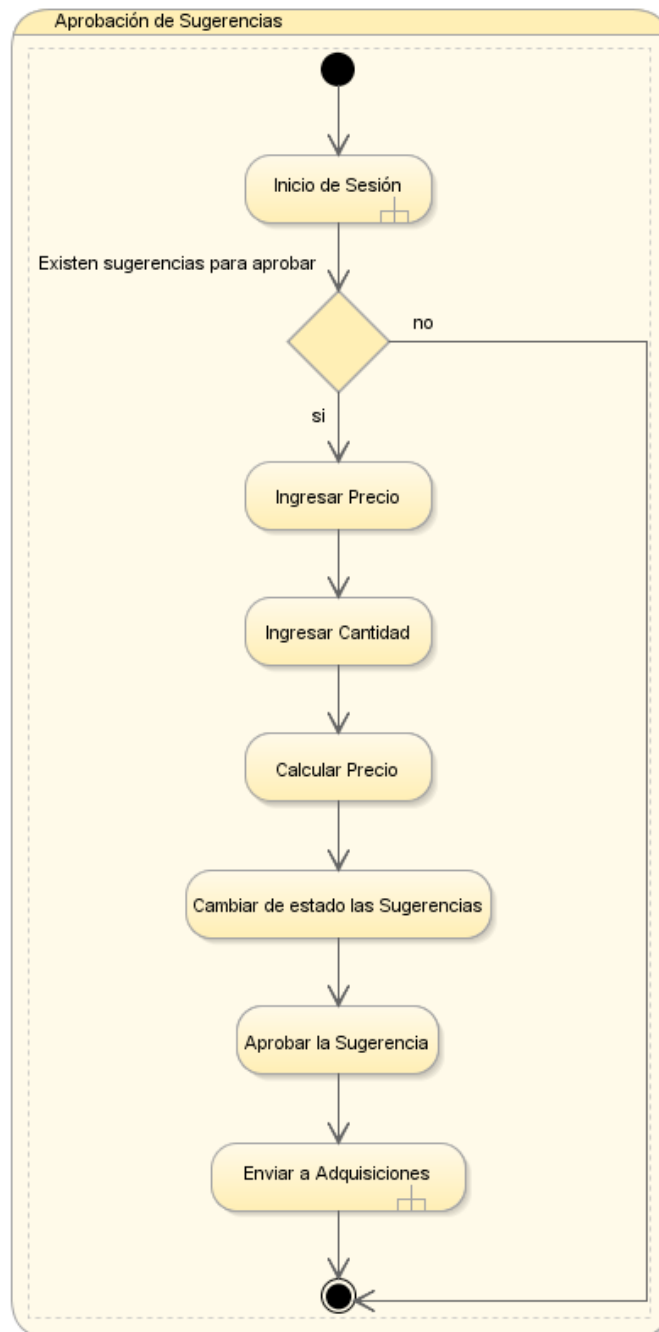 Aprobación de Sugerencias
Inicio de Sesión
Existen sugerencias para aprobar
no
si
Ingresar Precio
Ingresar Cantidad
Calcular Precio
Cambiar de estado las Sugerencias
Aprobar la Sugerencia
Enviar a Adquisiciones